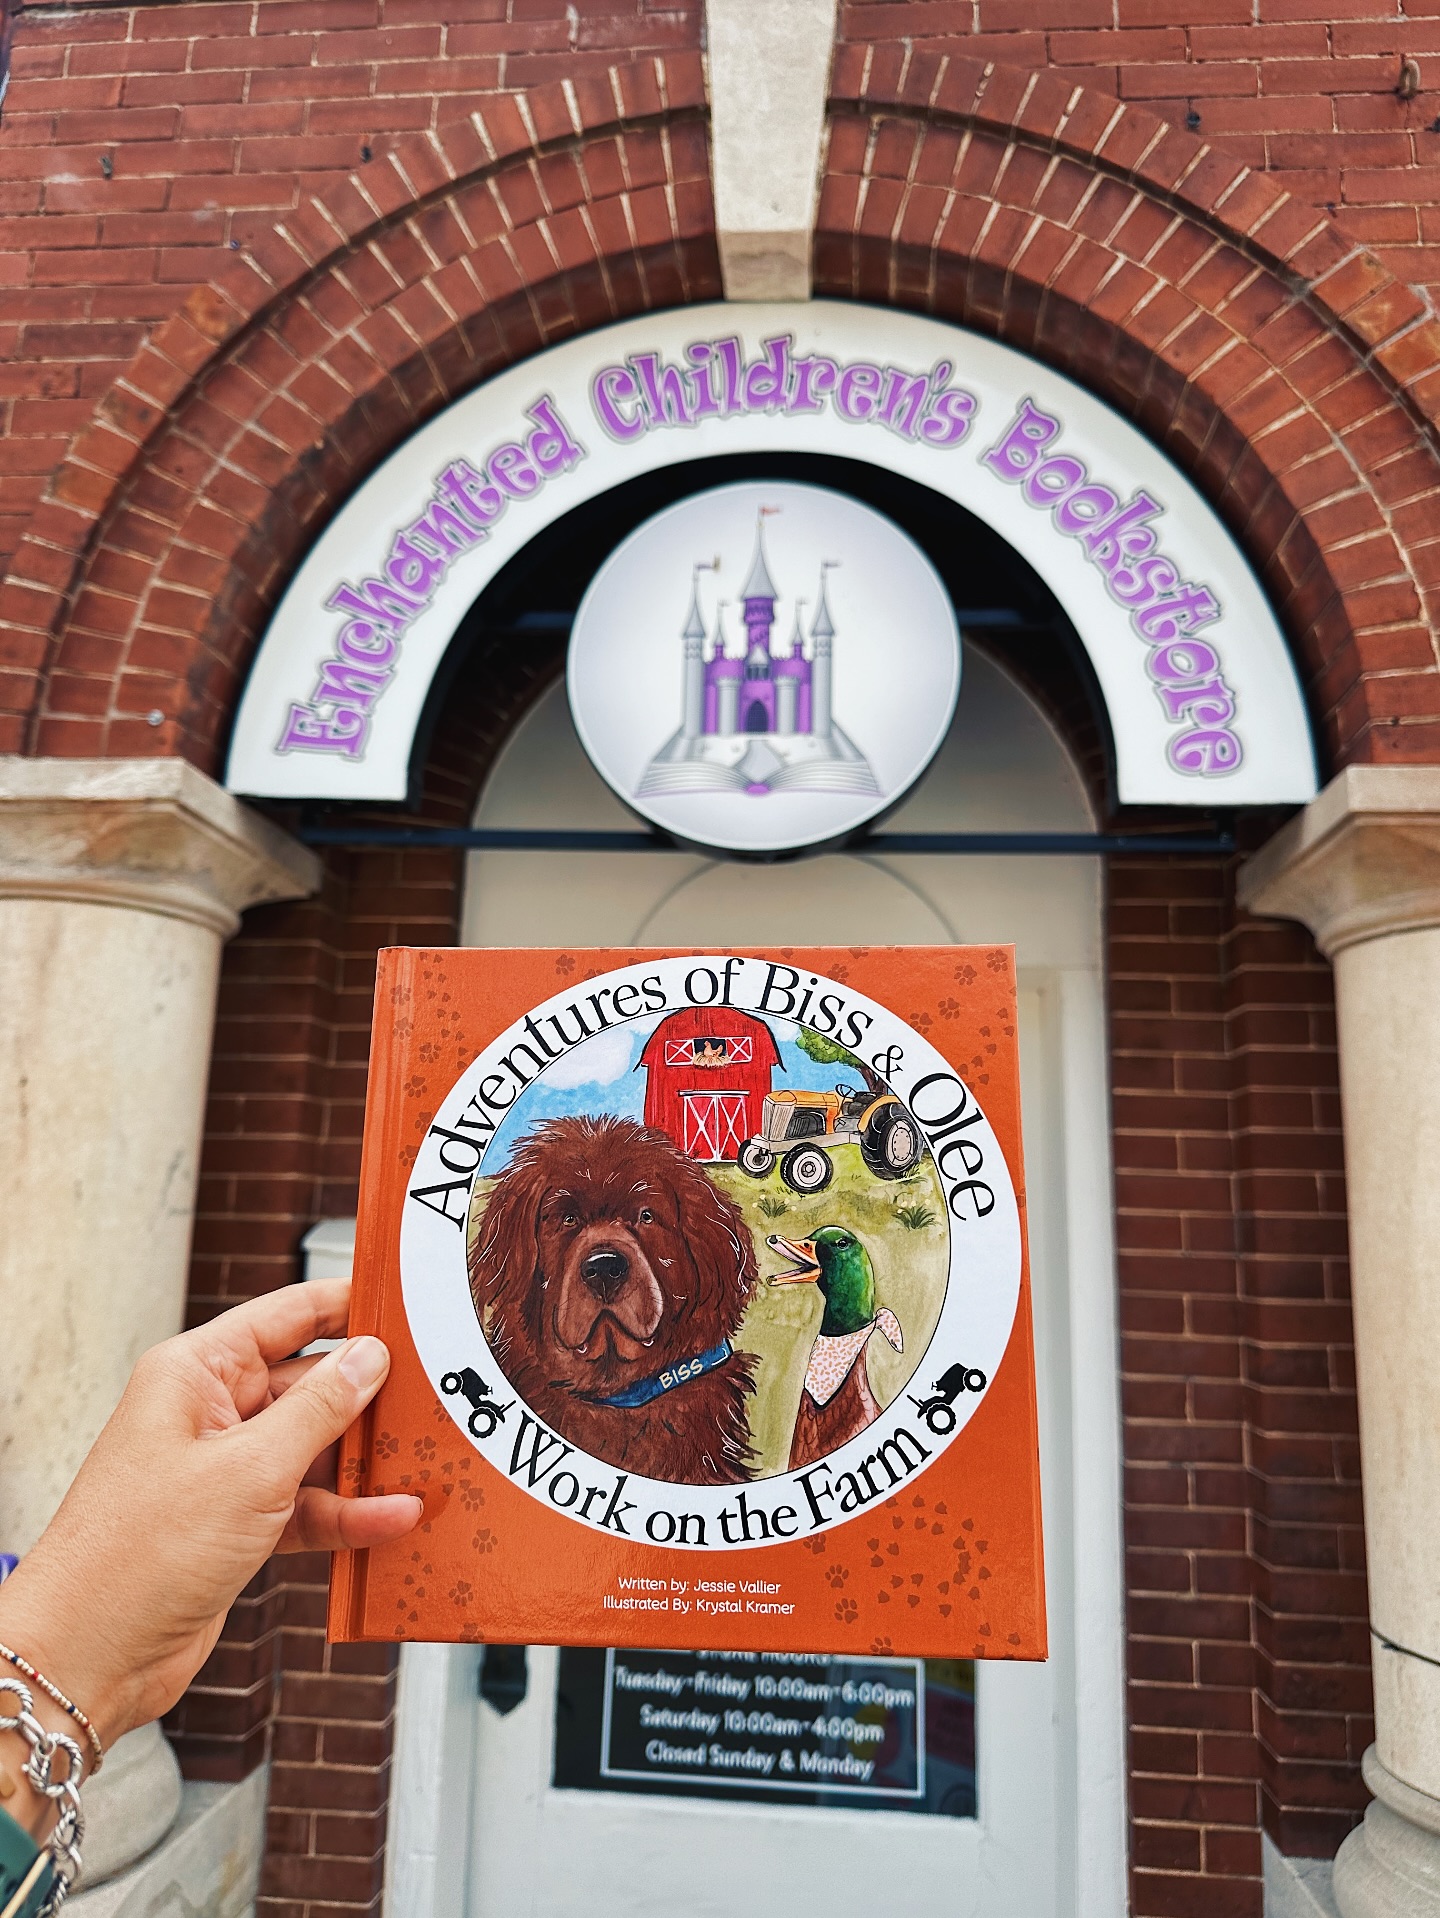 Enchanted Children's Bookstore
Adventures of Biss & Olee
BISS
Work on the Farm
Written by: Jessie Vallier
Illustrated By: Krystal Kramer
Tuesday - Friday 10:00am - 6:00pm
Saturday 10:00am - 4:00pm
Closed Sunday & Monday